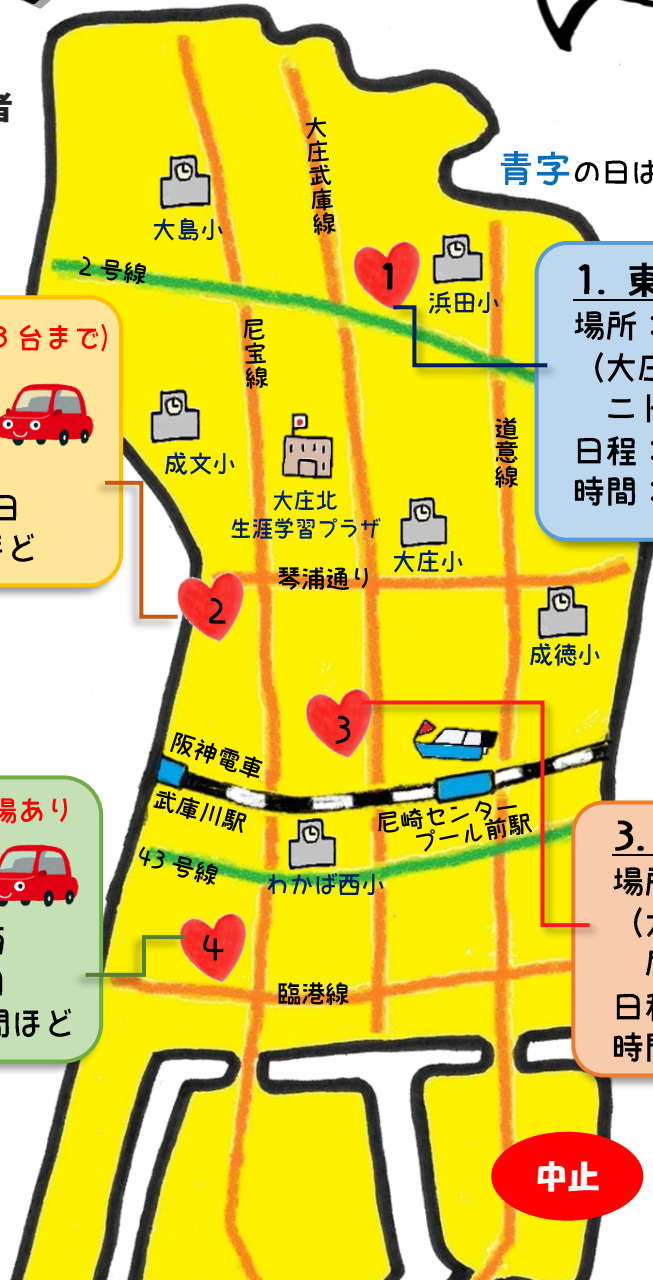 者
大庄武庫線
青字の日は
大島小
2号線
1
浜田小
1. 東
場所:
(大庄
ニト
日程:
時間:
3台まで)
尼宝線
道意線
成文小
大庄北
生涯学習プラザ
大庄小
日
ほど
琴浦通り
2
成徳小
3
阪神電車
武庫川駅
尼崎センター
プール前駅
場あり
43号線
わかば西小
3.
場所
日程
時間
4
間ほど
臨港線
中止